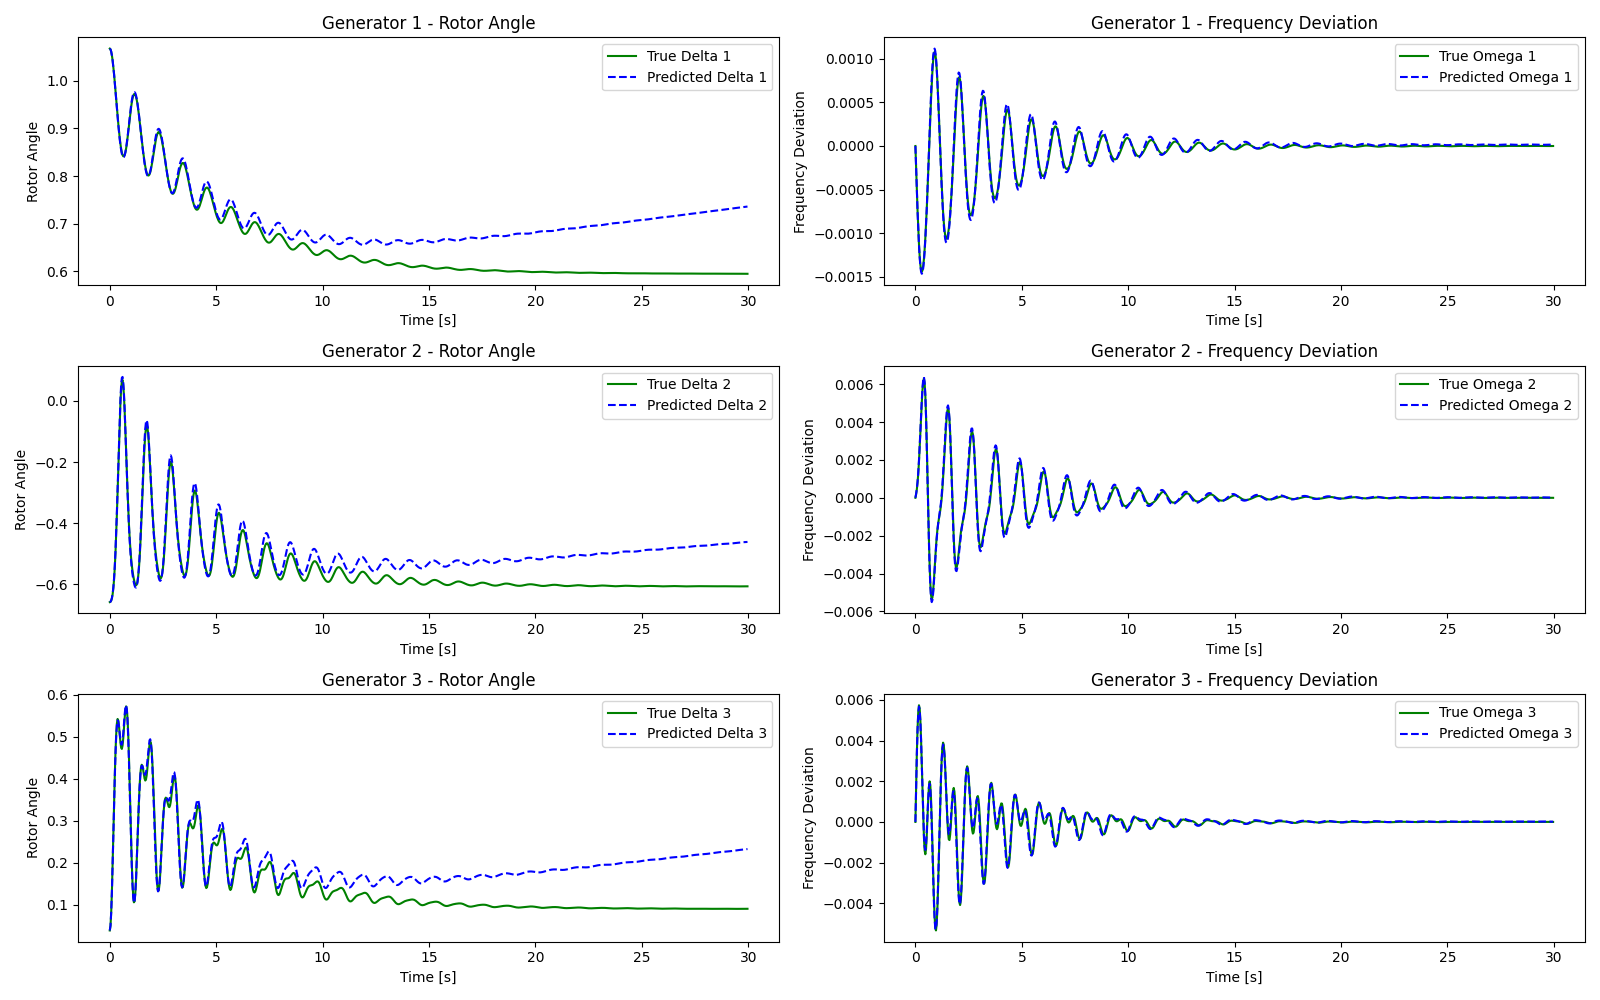 Generator 1 - Rotor Angle
True Delta 1
Predicted Delta 1
Rotor Angle
1.0
0.9
0.8
0.7
0.6
0 5 10 15 20 25 30
Time [s]
Generator 1 - Frequency Deviation
True Omega 1
Predicted Omega 1
Frequency Deviation
0.0010
0.0005
0.0000
−0.0005
−0.0010
−0.0015
0 5 10 15 20 25 30
Time [s]
Generator 2 - Rotor Angle
True Delta 2
Predicted Delta 2
Rotor Angle
0.0
−0.2
−0.4
−0.6
0 5 10 15 20 25 30
Time [s]
Generator 2 - Frequency Deviation
True Omega 2
Predicted Omega 2
Frequency Deviation
0.006
0.004
0.002
0.000
−0.002
−0.004
−0.006
0 5 10 15 20 25 30
Time [s]
Generator 3 - Rotor Angle
True Delta 3
Predicted Delta 3
Rotor Angle
0.6
0.5
0.4
0.3
0.2
0.1
0 5 10 15 20 25 30
Time [s]
Generator 3 - Frequency Deviation
True Omega 3
Predicted Omega 3
Frequency Deviation
0.006
0.004
0.002
0.000
−0.002
−0.004
0 5 10 15 20 25 30
Time [s]